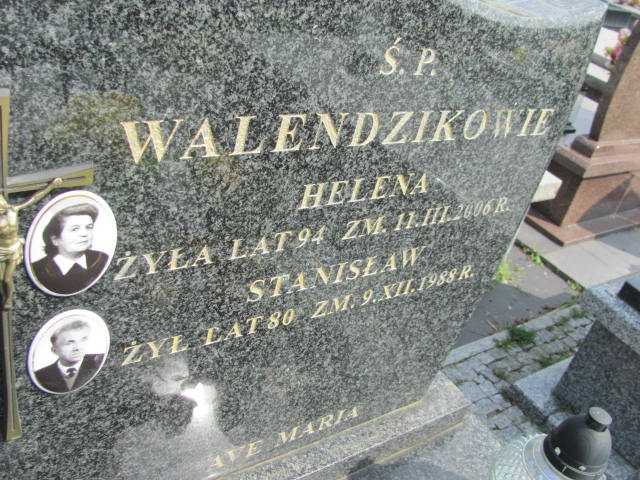 Ś. P.
WALENDZIKOWIE
HELENA
ŻYŁA LAT 94 ZM. 11.III.2006 R.
STANISŁAW
ŻYŁ LAT 80 ZM. 9.XII.1988 R.
AVE MARIA